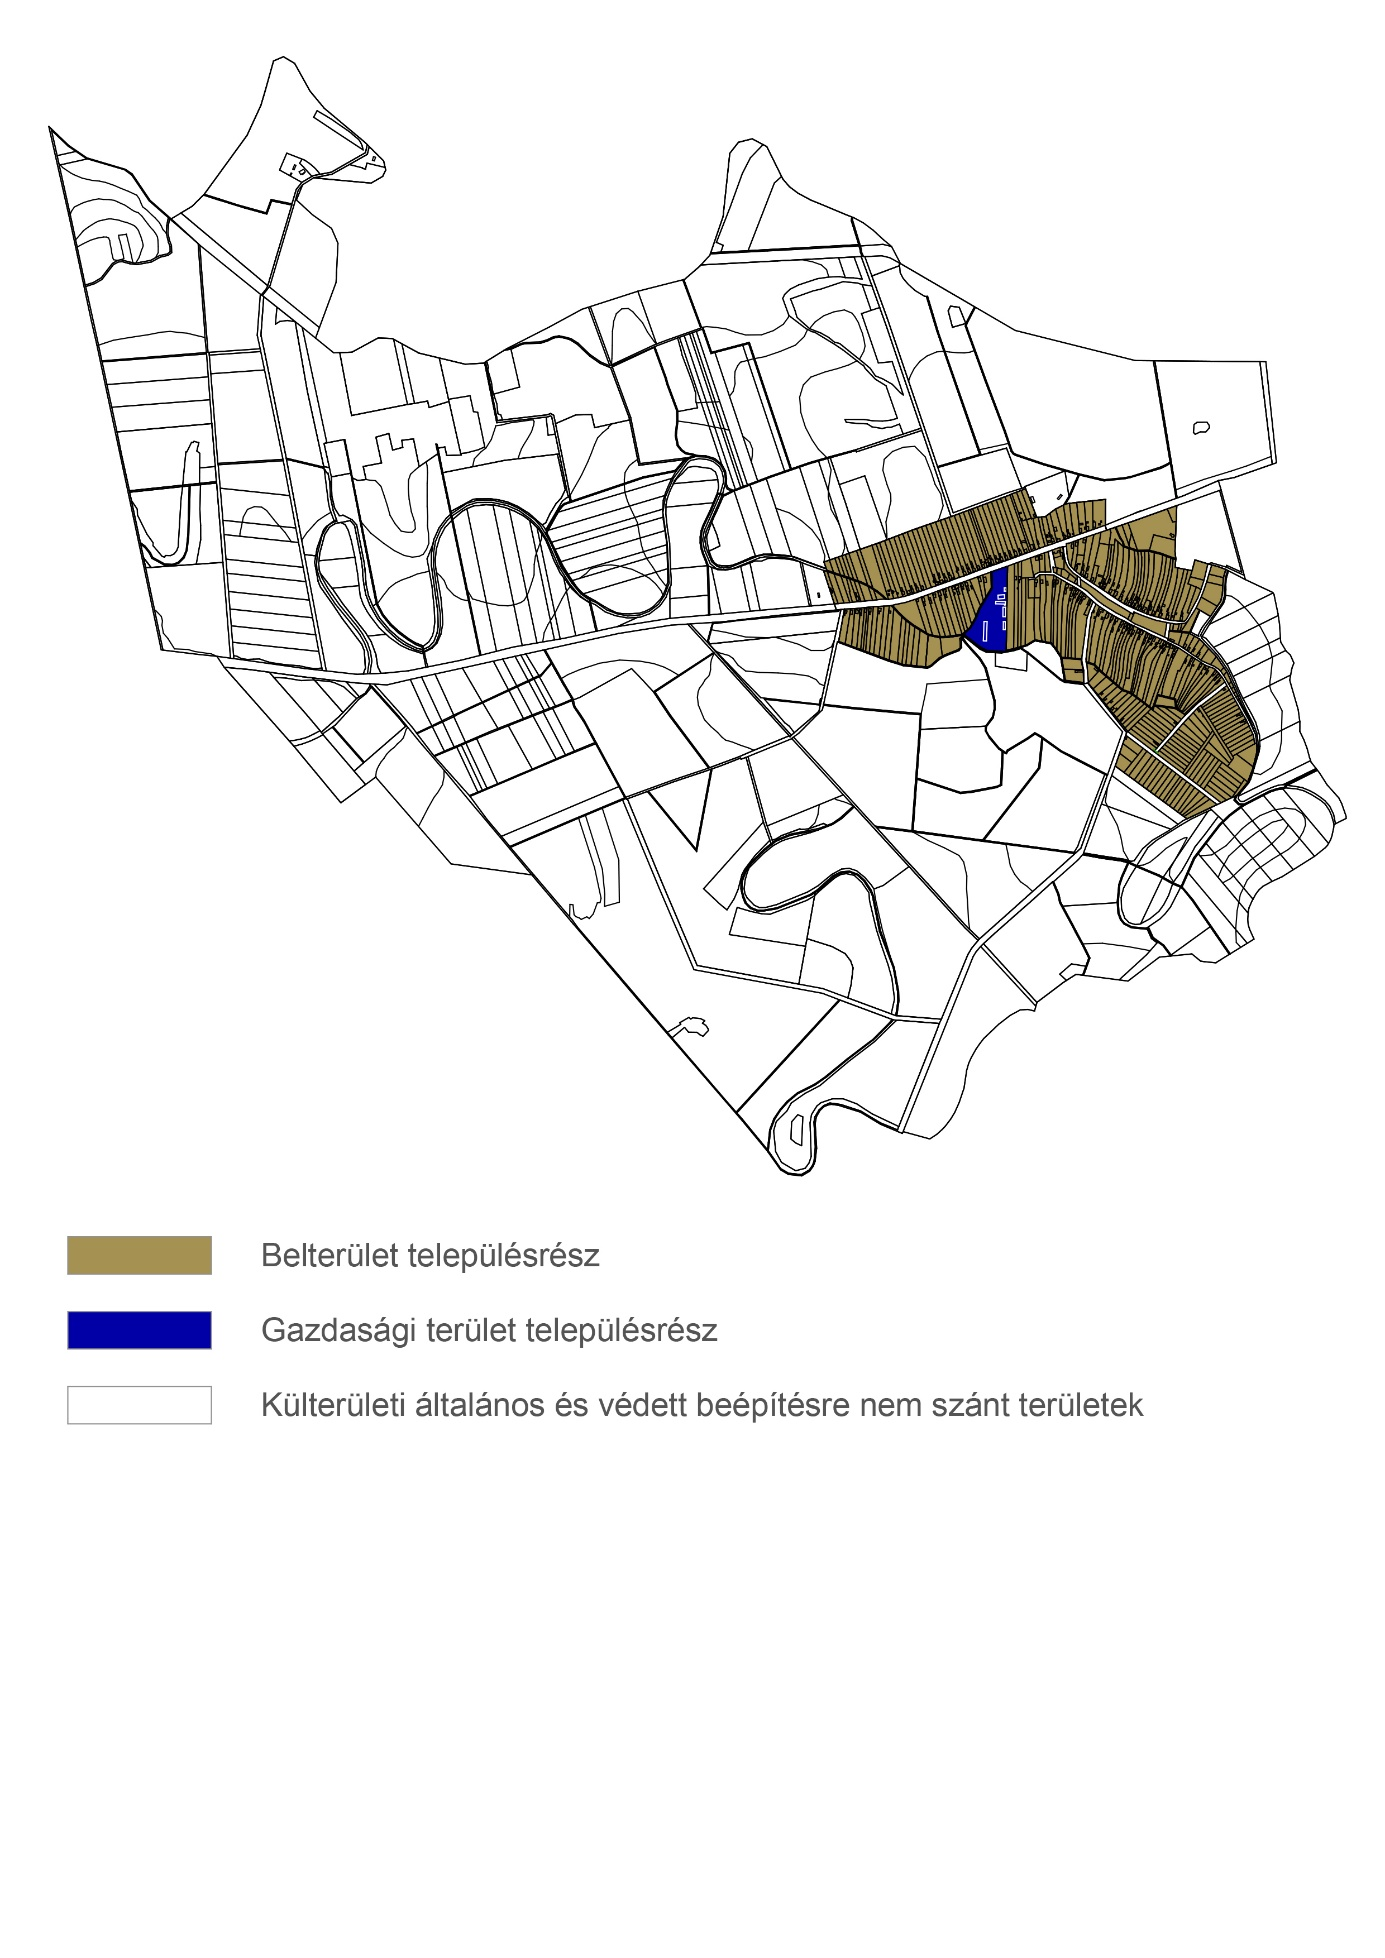 Belterület településrész
Gazdasági terület településrész
Külterületi általános és védett beépítésre nem szánt területek